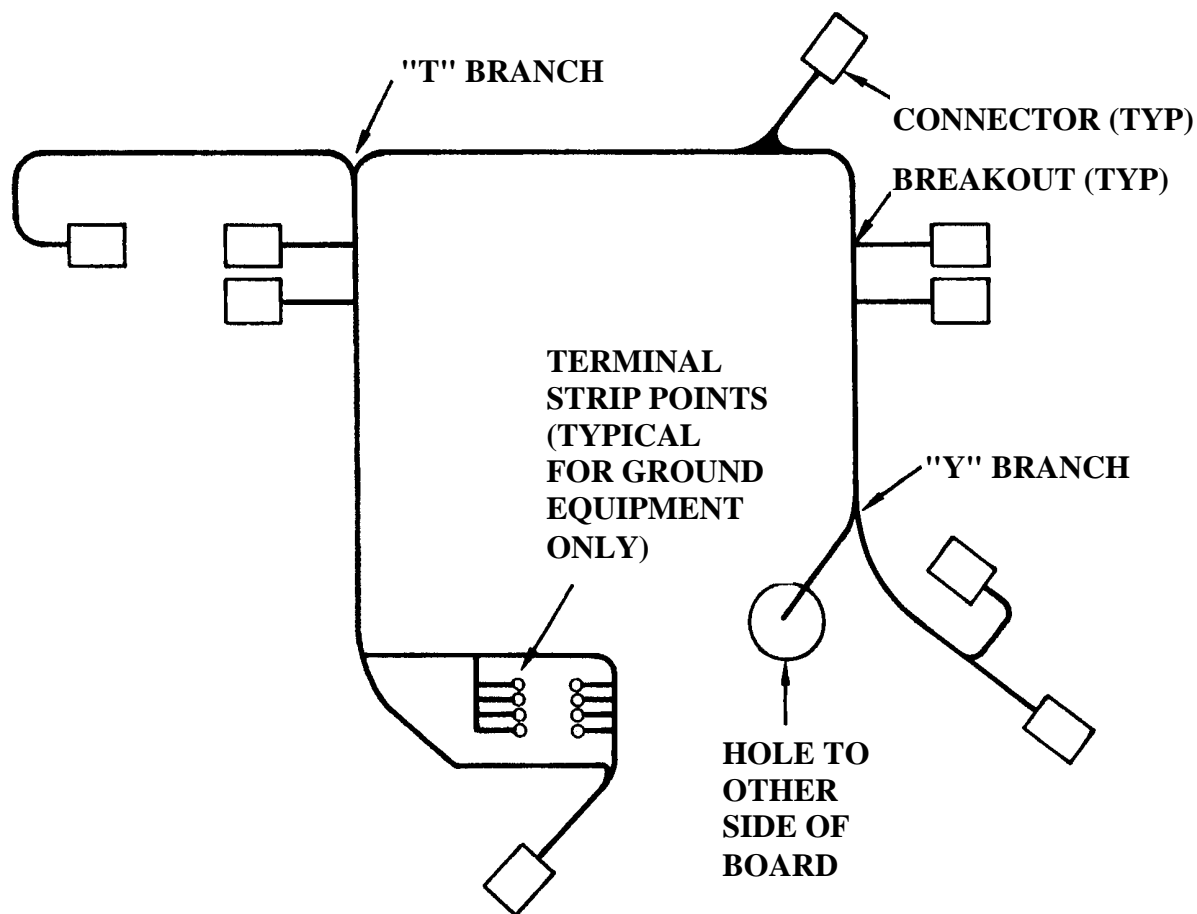 "T" BRANCH
CONNECTOR (TYP)
BREAKOUT (TYP)
TERMINAL
STRIP POINTS
(TYPICAL
FOR GROUND
EQUIPMENT
ONLY)
"Y" BRANCH
HOLE TO
OTHER
SIDE OF
BOARD